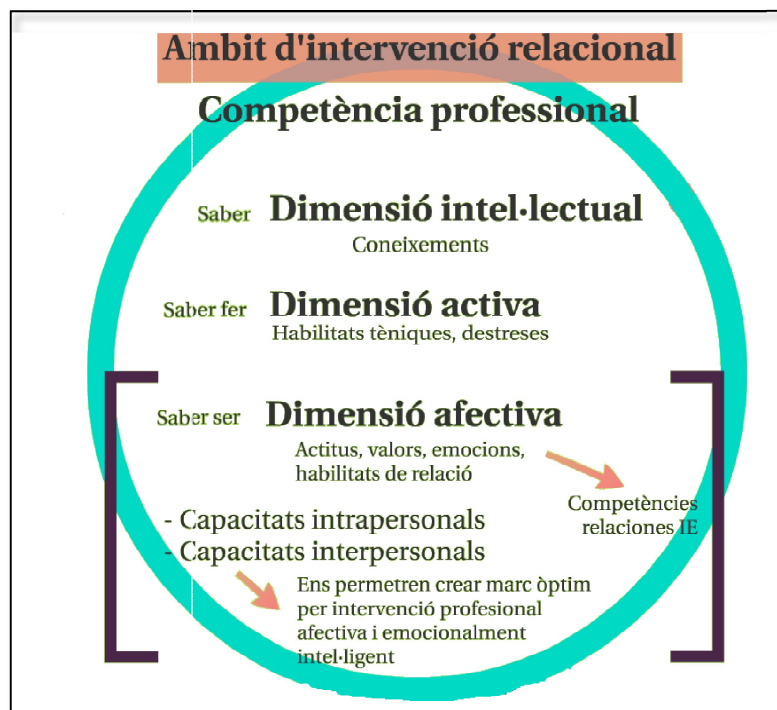 Ambit d'intervenció relacional
Competència professional
Saber Dimensió intel·lectual
Coneixements
Saber fer Dimensió activa
Habilitats tèniques, destreses
Saber ser Dimensió afectiva
Actitus, valors, emocions,
habilitats de relació
Competències
relaciones IE
- Capacitats intrapersonals
- Capacitats interpersonals
Ens permetren crear marc òptim
per intervenció profesional
afectiva i emocionalment
intel·ligent